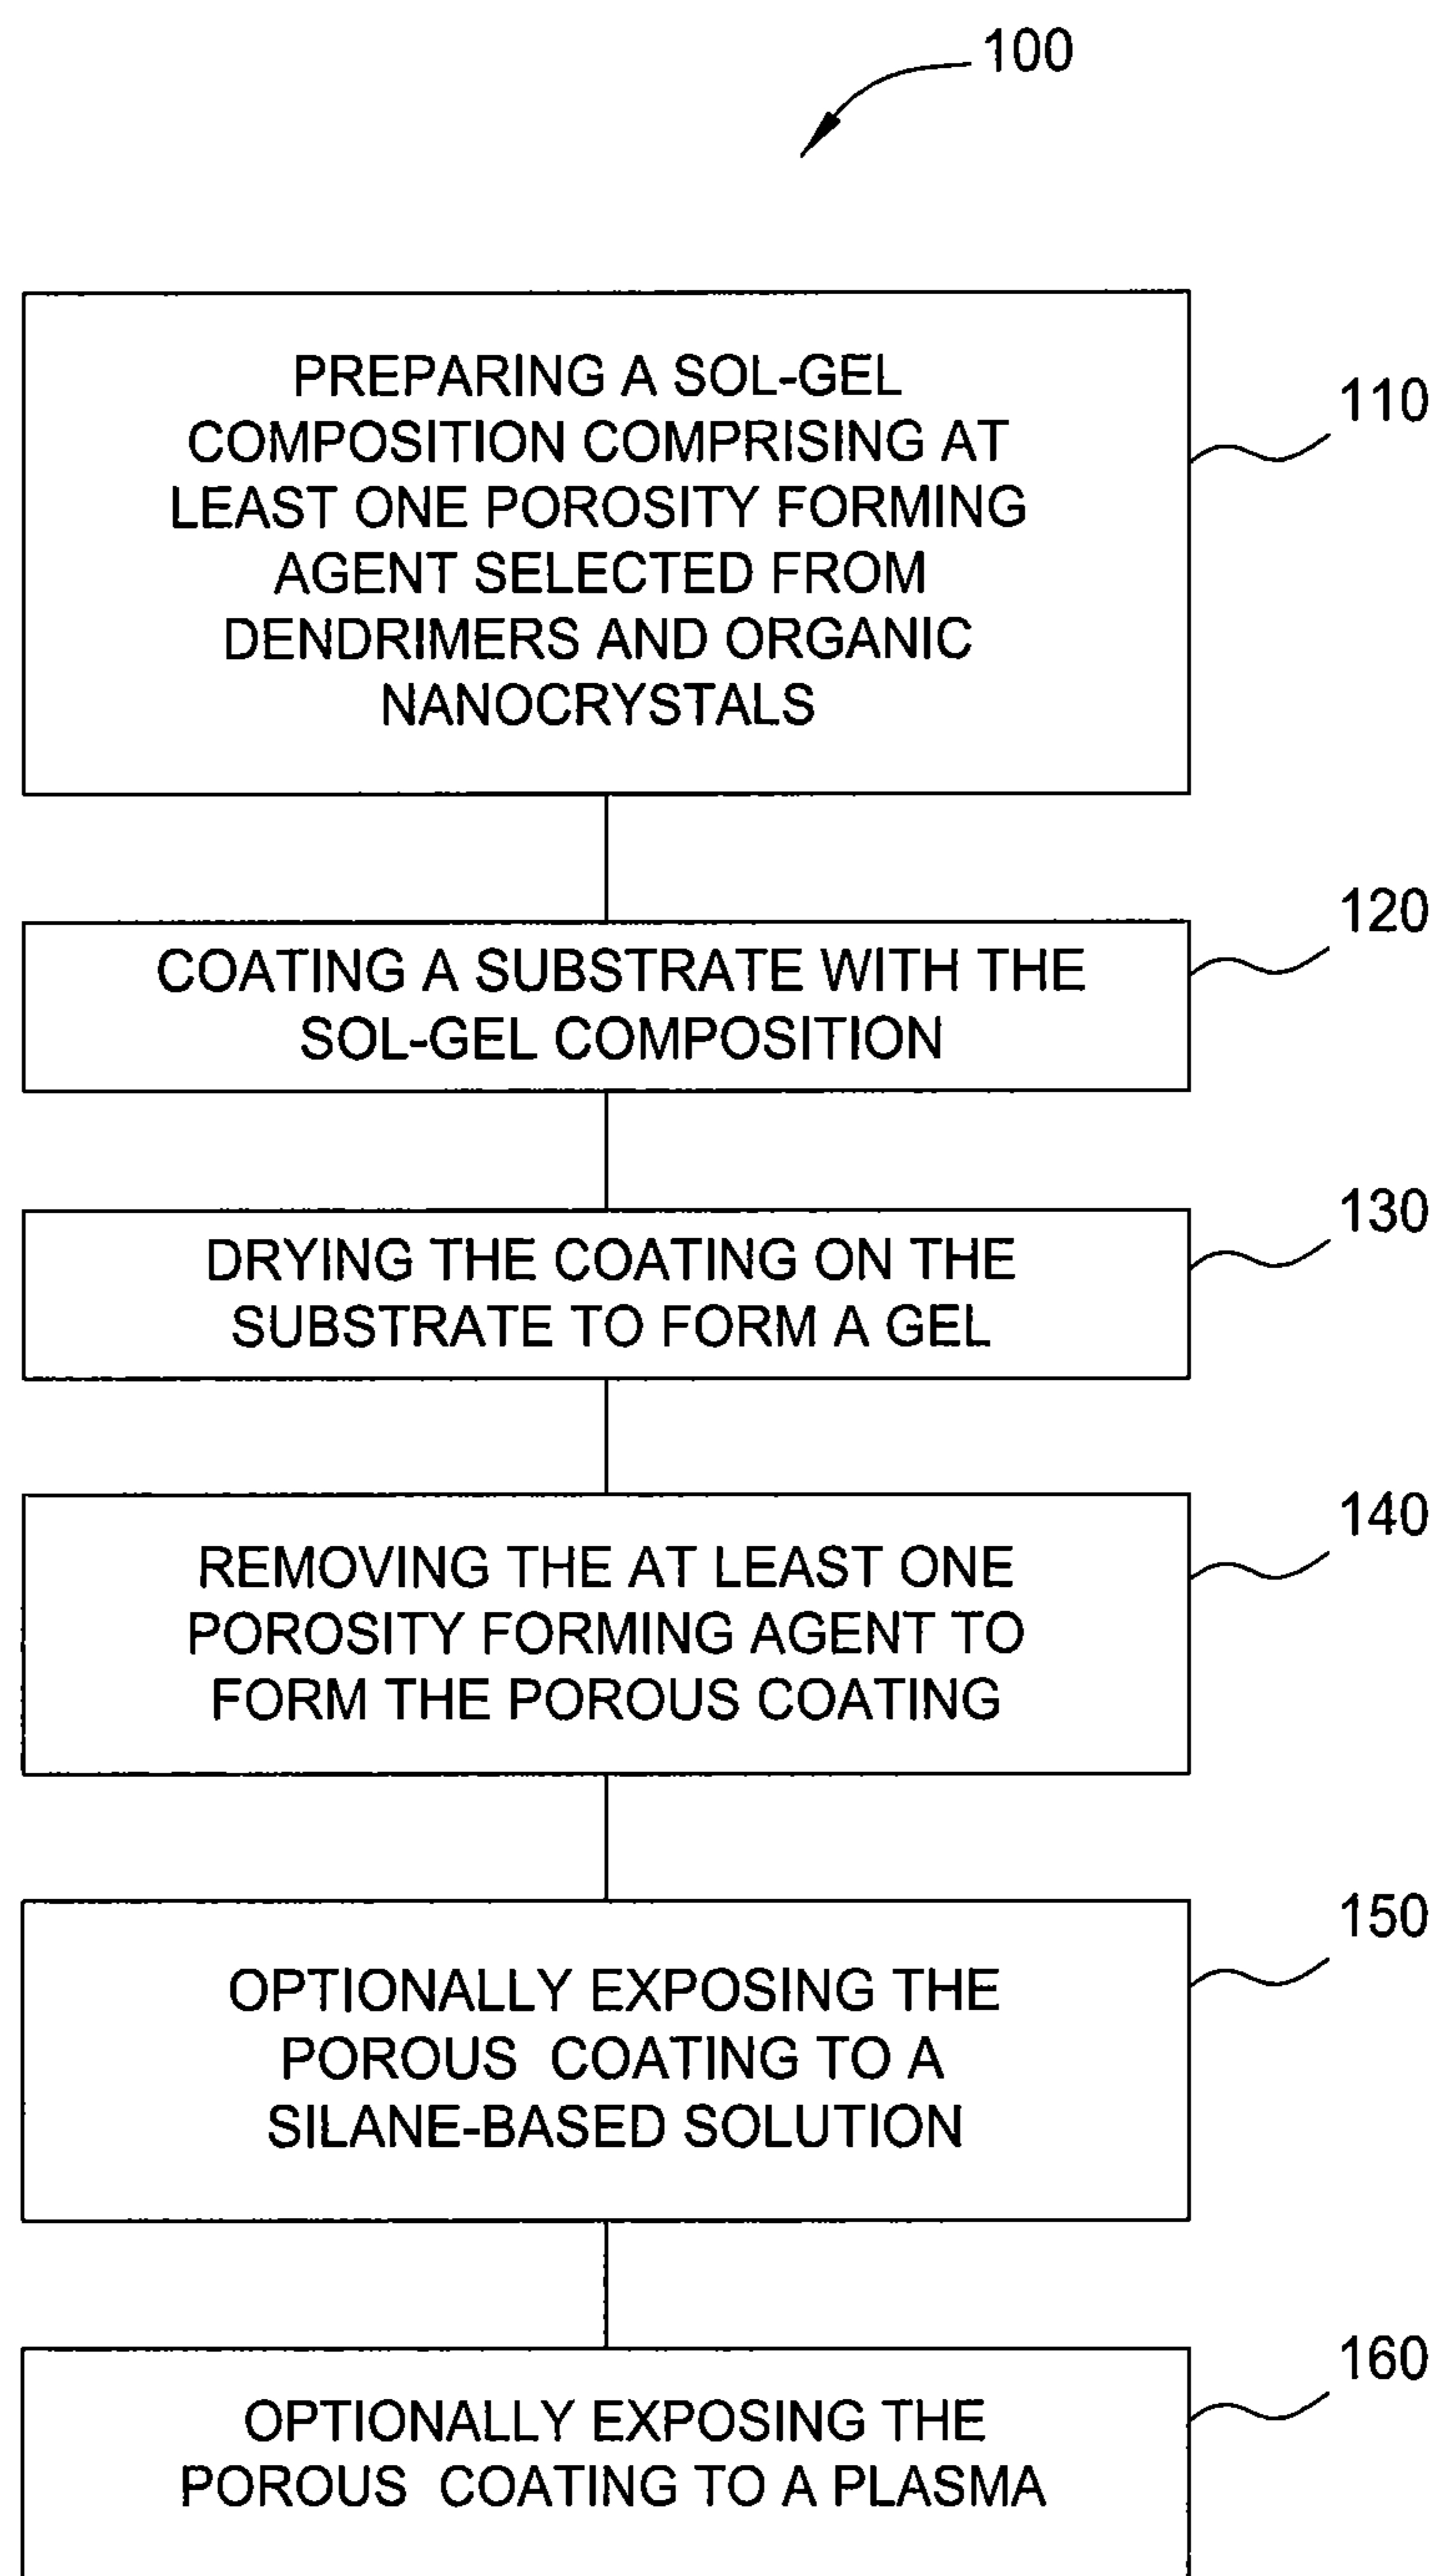 100
PREPARING A SOL-GEL
COMPOSITION COMPRISING AT
LEAST ONE POROSITY FORMING
AGENT SELECTED FROM
DENDRIMERS AND ORGANIC
NANOCRYSTALS
110
COATING A SUBSTRATE WITH THE
SOL-GEL COMPOSITION
120
DRYING THE COATING ON THE
SUBSTRATE TO FORM A GEL
130
REMOVING THE AT LEAST ONE
POROSITY FORMING AGENT TO
FORM THE POROUS COATING
140
OPTIONALLY EXPOSING THE
POROUS COATING TO A
SILANE-BASED SOLUTION
150
OPTIONALLY EXPOSING THE
POROUS COATING TO A PLASMA
160